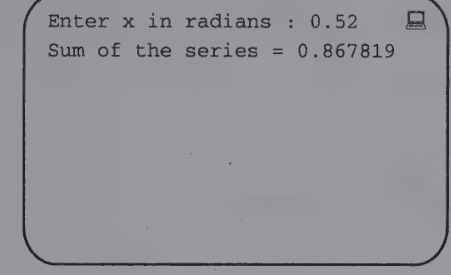 Enter x in radians : 0.52
Sum of the series = 0.867819